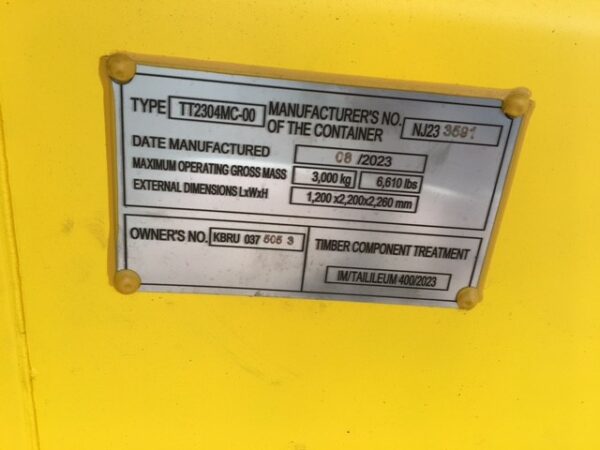 TYPE TT2304MC-00 MANUFACTURER'S NO. OF THE CONTAINER NJ23 3591
DATE MANUFACTURED 08 /2023
MAXIMUM OPERATING GROSS MASS 3,000 kg 6,610 lbs
EXTERNAL DIMENSIONS LxWxH 1,200 x2,200x2,260 mm
OWNER'S NO. KBRU 037 505 3
TIMBER COMPONENT TREATMENT
IM/TAILILEUM 400/2023